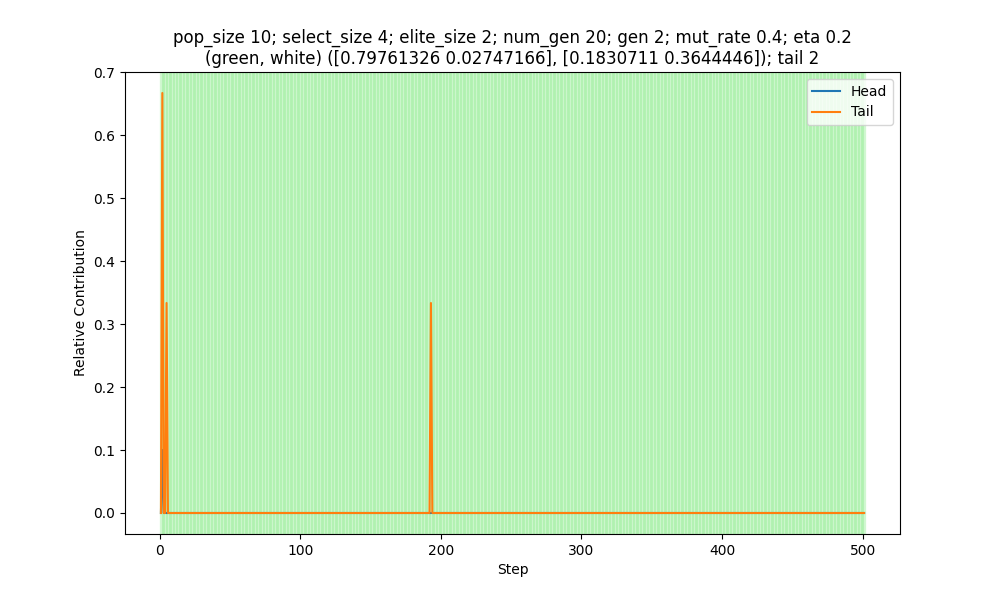 pop_size 10; select_size 4; elite_size 2; num_gen 20; gen 2; mut_rate 0.4; eta 0.2
(green, white) ([0.79761326 0.02747166], [0.1830711 0.3644446]); tail 2
Head
Tail
0.7
0.6
0.5
0.4
0.3
0.2
0.1
0.0
Relative Contribution
0 100 200 300 400 500
Step